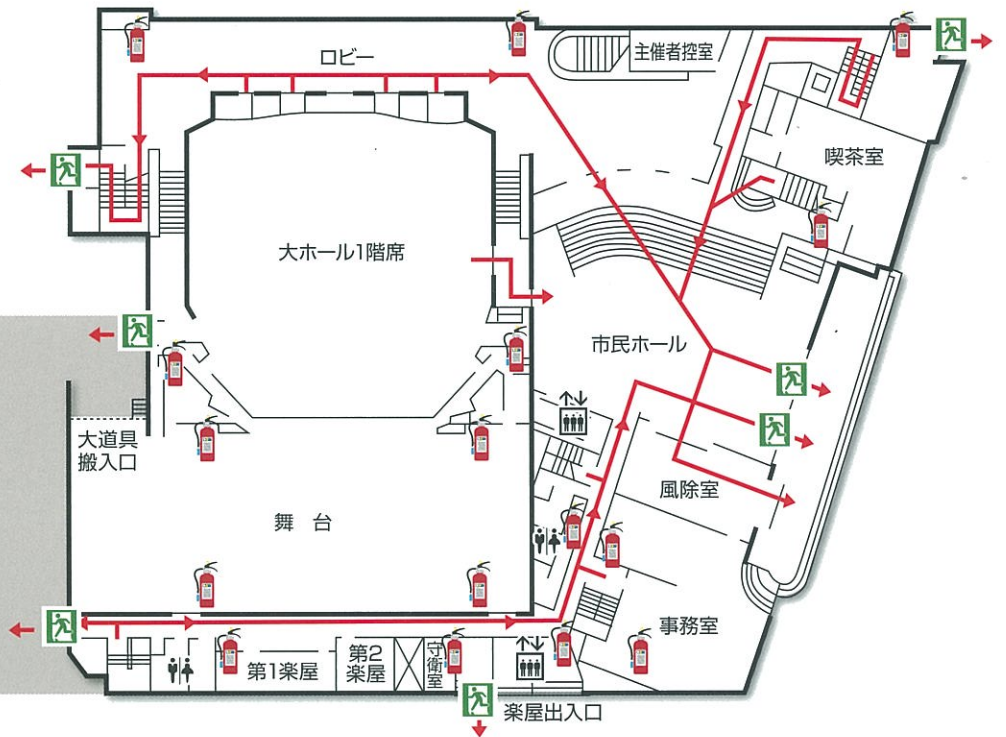 ロビー
主催者控室
喫茶室
大ホール1階席
市民ホール
大道具
搬入口
風除室
舞 台
事務室
第1楽屋
第2
楽屋
守衛室
楽屋出入口